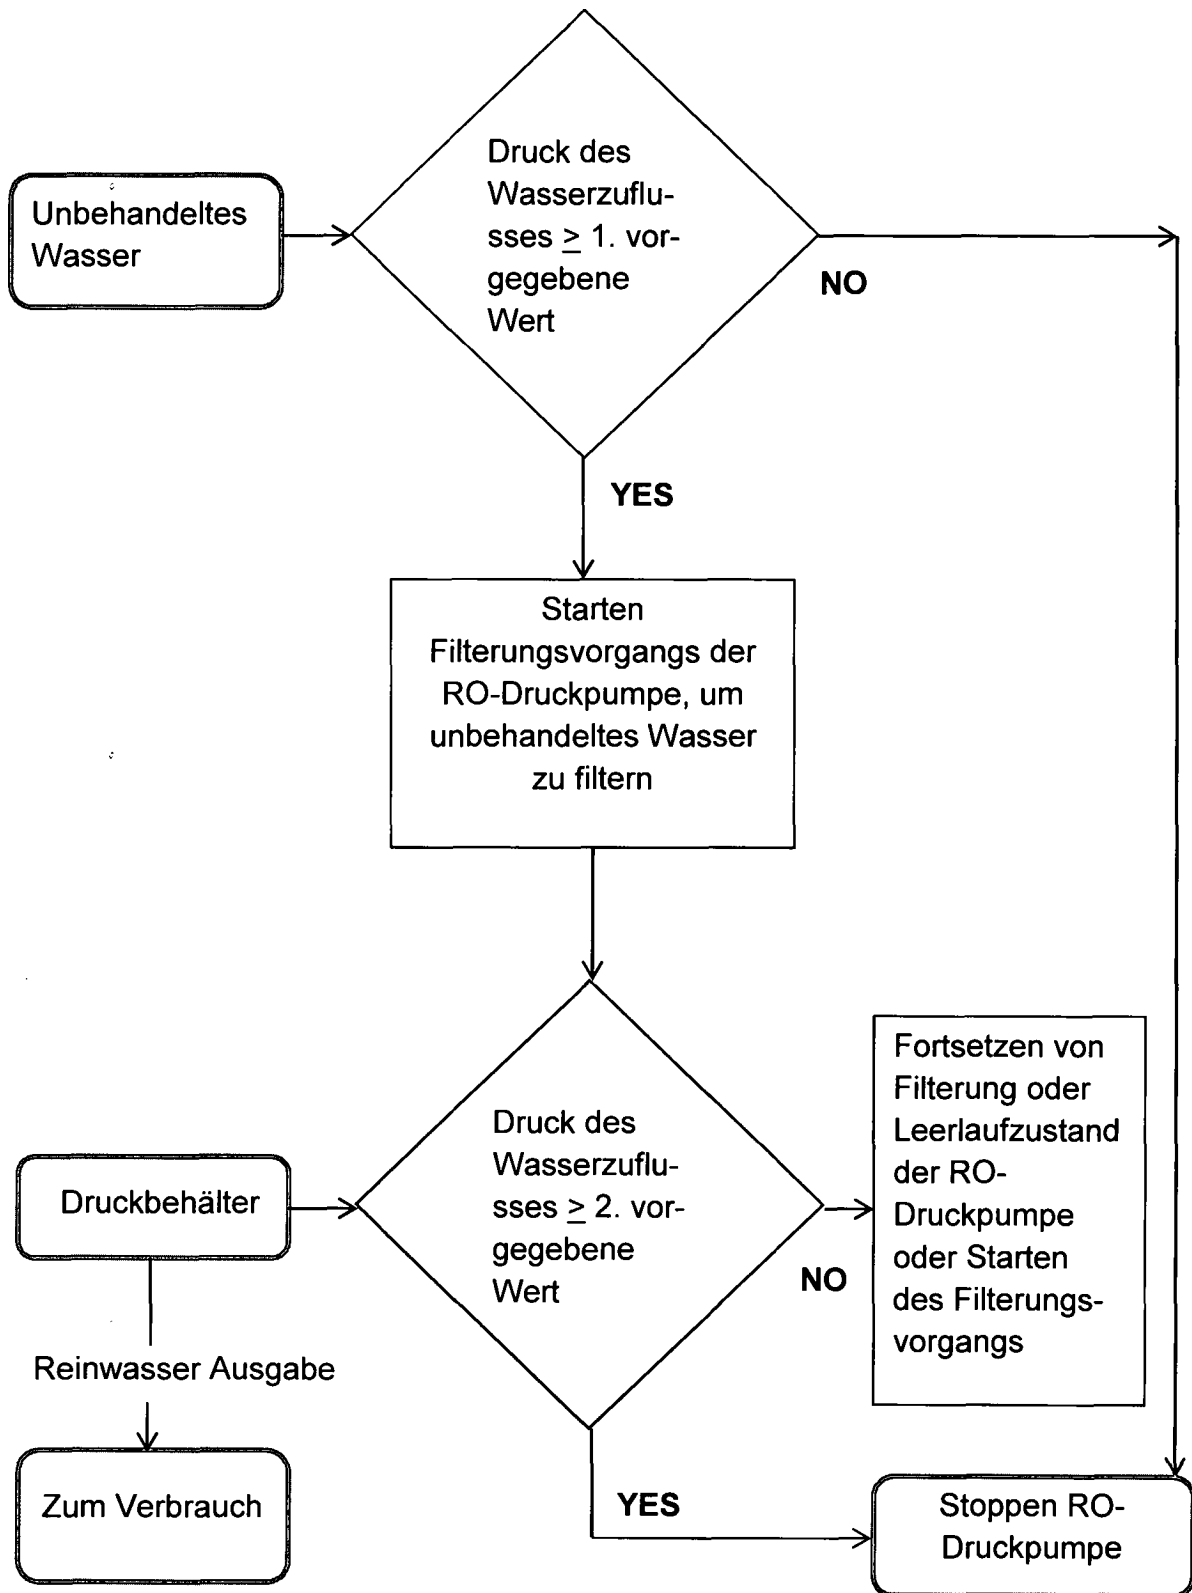 Druck des
Wasserzuflu-
sses ≥ 1. vor-
gegebene
Wert
Unbehandeltes
Wasser
NO
YES
Starten
Filterungsvorgangs der
RO-Druckpumpe, um
unbehandeltes Wasser
zu filtern
Druck des
Wasserzuflu-
sses ≥ 2. vor-
gegebene
Wert
Fortsetzen von
Filterung oder
Leerlaufzustand
der RO-
Druckpumpe
oder Starten
des Filterungs-
vorgangs
Druckbehälter
NO
Reinwasser Ausgabe
Zum Verbrauch
YES
Stoppen RO-
Druckpumpe